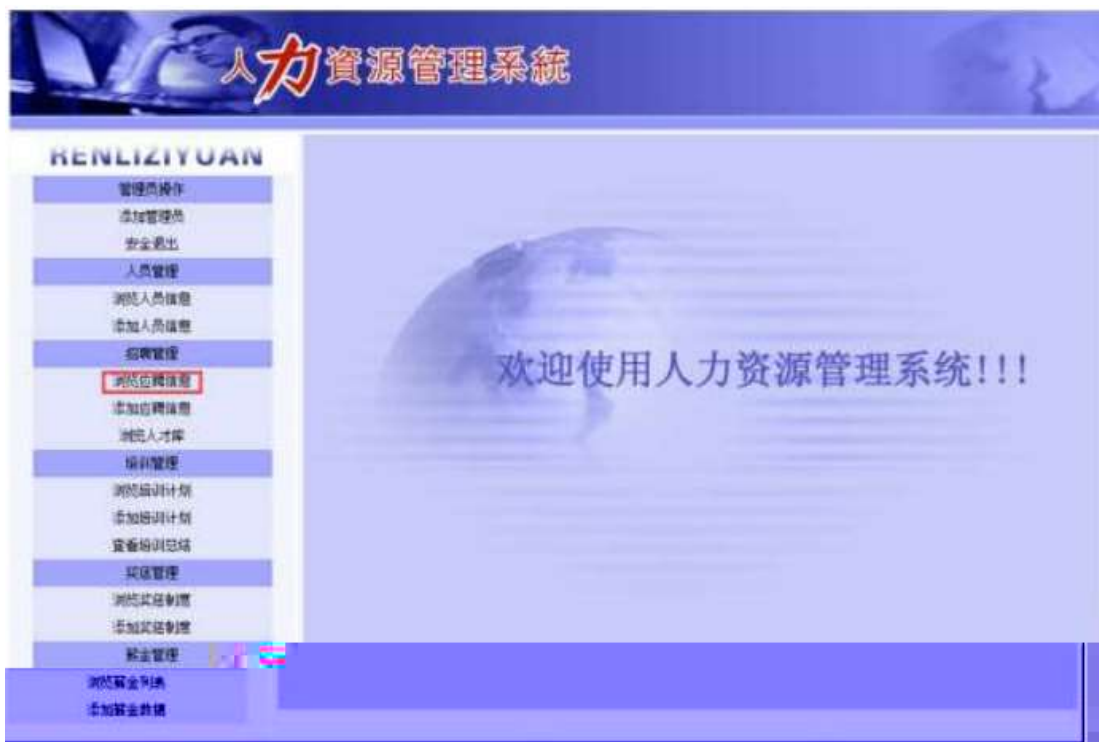 人力資源管理系統
RENLIZIYUAN
管理员操作
添加管理员
安全退出
人员管理
浏览人员信息
添加人员信息
招聘管理
浏览应聘信息
添加应聘信息
浏览人才库
培训管理
浏览培训计划
添加培训计划
查看培训总结
奖惩管理
浏览奖惩制度
添加奖惩制度
薪金管理
浏览薪金列表
添加薪金数据
欢迎使用人力资源管理系统!!!